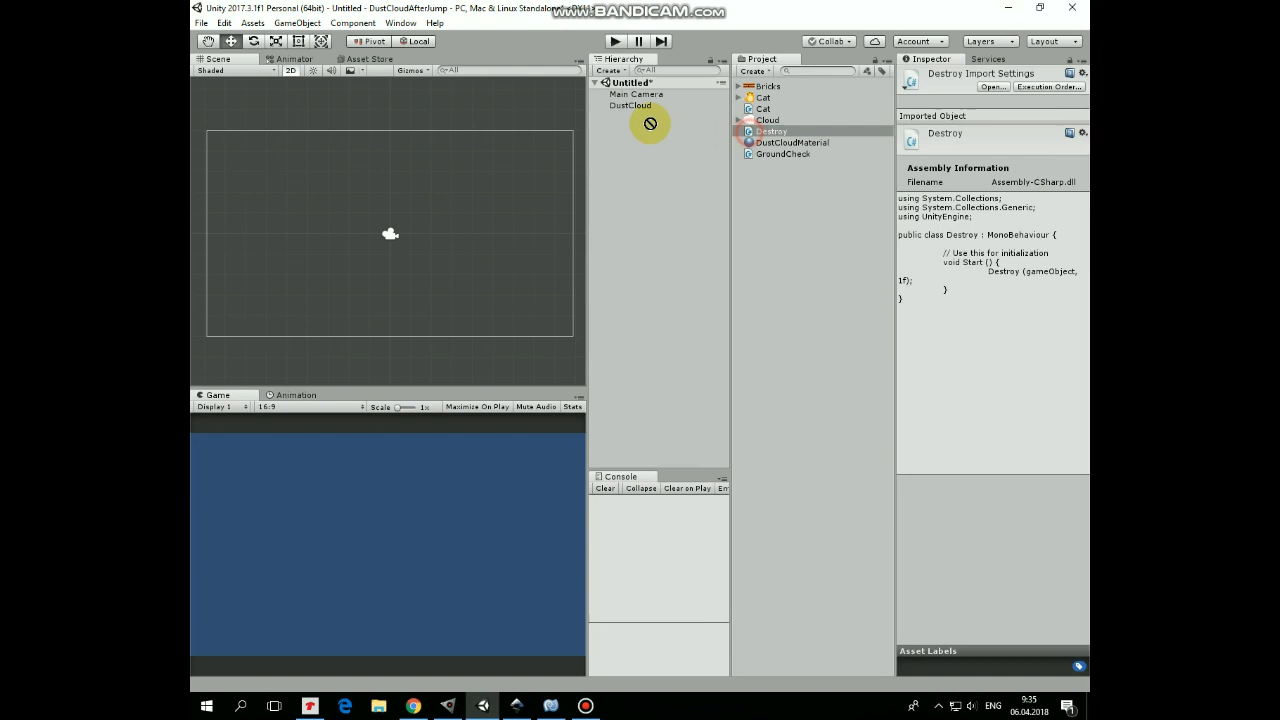 Unity 2017.3.1f1 Personal (64bit) - Untitled - DustCloudAfterJump - PC, Mac & Linux Standalone
www.BANDICAM.com
File Edit Assets GameObject Component Window Help
Pivot Local Collab Account Layers Layout
Scene Animator Asset Store
Shaded 2D Gizmos All
Hierarchy
Create All
Untitled*
Main Camera
DustCloud
Project
Create
Bricks
Cat
Cat
Cloud
Destroy
DustCloudMaterial
GroundCheck
Inspector Services
Destroy Import Settings
Open... Execution Order...
Imported Object
Destroy
Assembly Information
Filename Assembly-CSharp.dll
using System.Collections;
using System.Collections.Generic;
using UnityEngine;
public class Destroy : MonoBehaviour {
// Use this for initialization
void Start () {
Destroy (gameObject,
1f);
}
}
Game Animation
Display 1 16:9 Scale 1x Maximize On Play Mute Audio Stats
Console
Clear Collapse Clear on Play
Asset Labels
ENG
9:35
06.04.2018